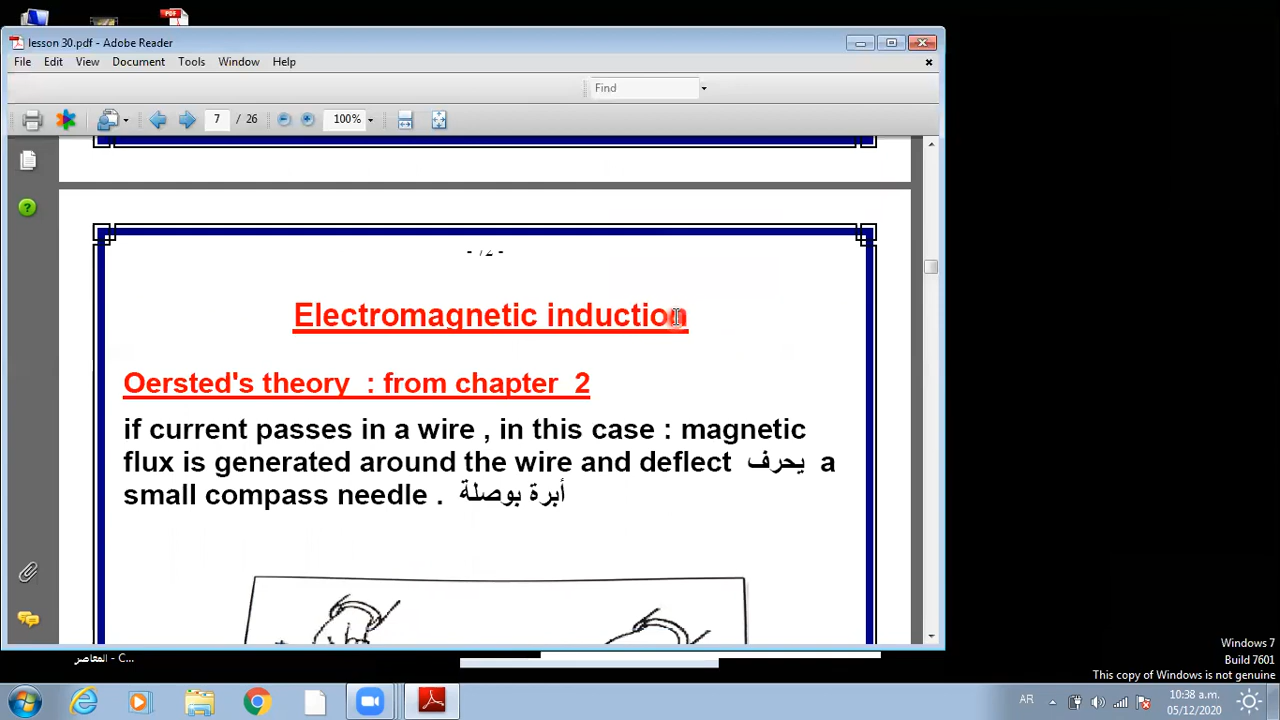 lesson 30.pdf - Adobe Reader
File Edit View Document Tools Window Help
Find
7 / 26 100%
Electromagnetic induction
Oersted's theory : from chapter 2
if current passes in a wire , in this case : magnetic
flux is generated around the wire and deflect يحرف a
small compass needle . أبرة بوصلة
المعاصر - C...
Windows 7
Build 7601
This copy of Windows is not genuine
AR
10:38 a.m.
05/12/2020